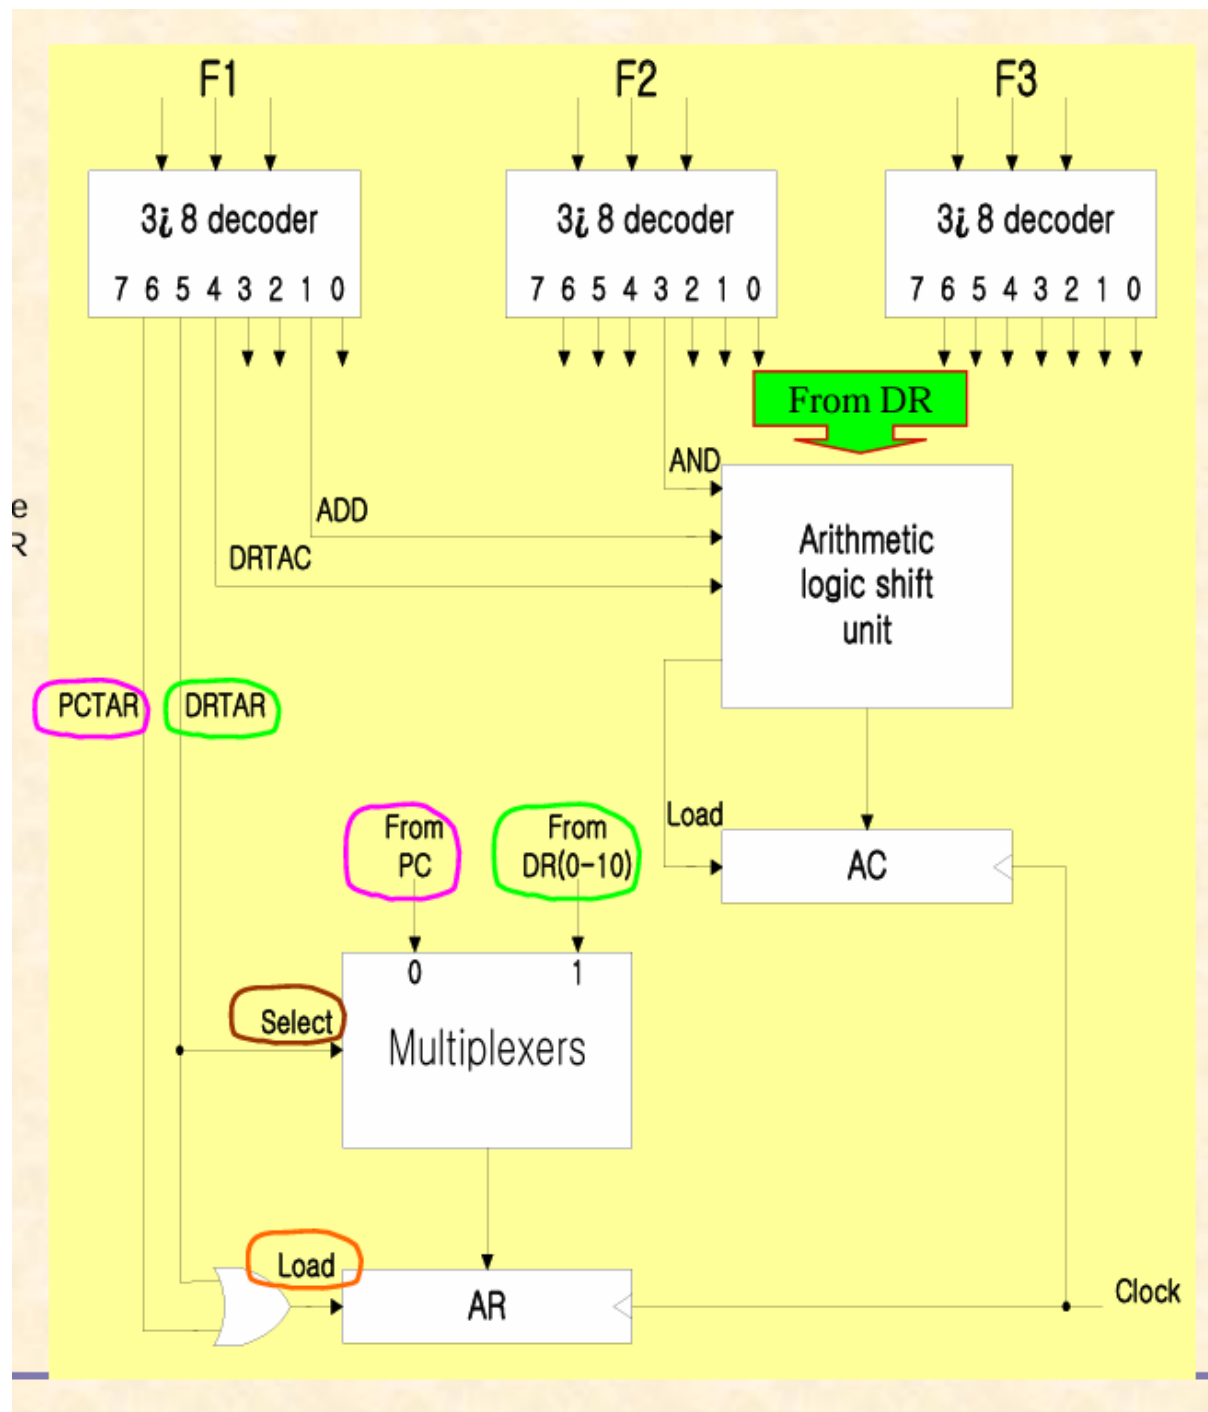 F1 F2 F3
3¿ 8 decoder 3¿ 8 decoder 3¿ 8 decoder
7 6 5 4 3 2 1 0 7 6 5 4 3 2 1 0 7 6 5 4 3 2 1 0
From DR
AND
e
R
ADD
DRTAC
Arithmetic
logic shift
unit
PCTAR DRTAR
From
PC
From
DR(0-10)
Load
AC
0 1
Select
Multiplexers
Load
AR
Clock